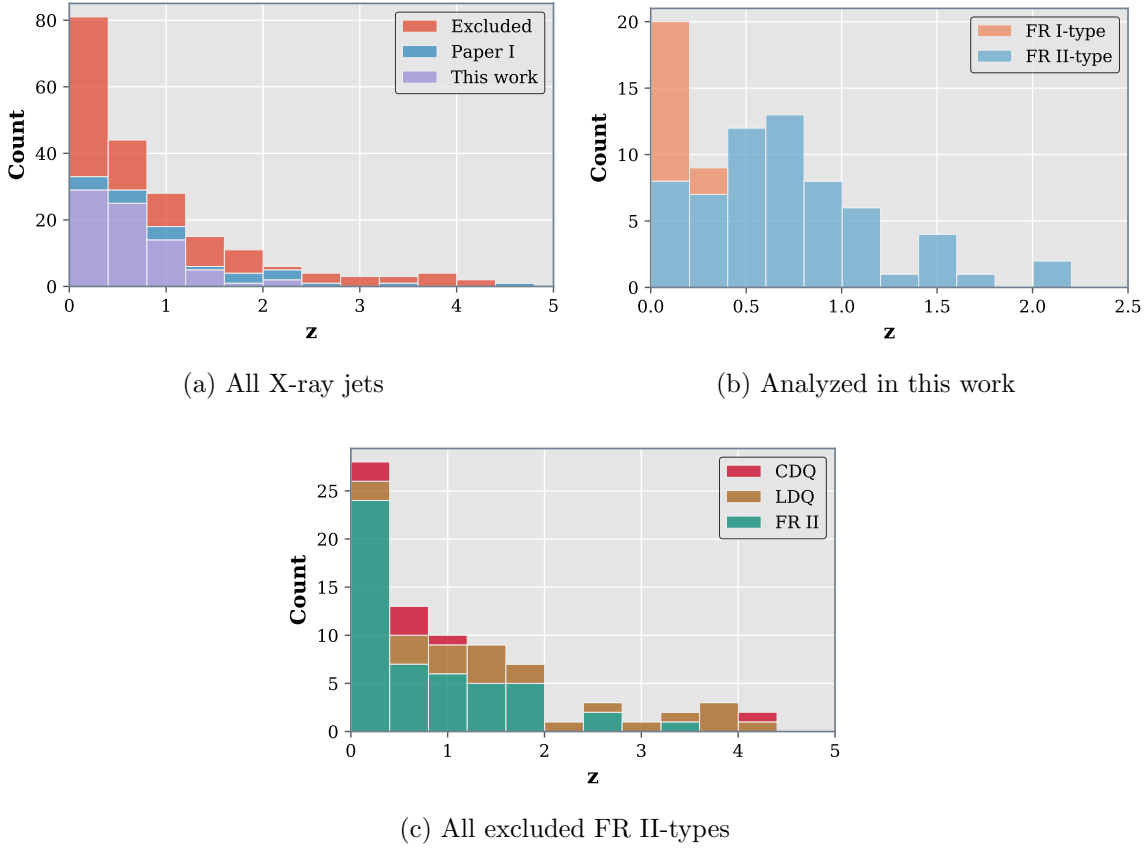 80
60
40
20
0
Count
Excluded
Paper I
This work
0 1 2 3 4 5
z
(a) All X-ray jets
20
15
10
5
0
Count
FR I-type
FR II-type
0.0 0.5 1.0 1.5 2.0 2.5
z
(b) Analyzed in this work
25
20
15
10
5
0
Count
CDQ
LDQ
FR II
0 1 2 3 4 5
z
(c) All excluded FR II-types